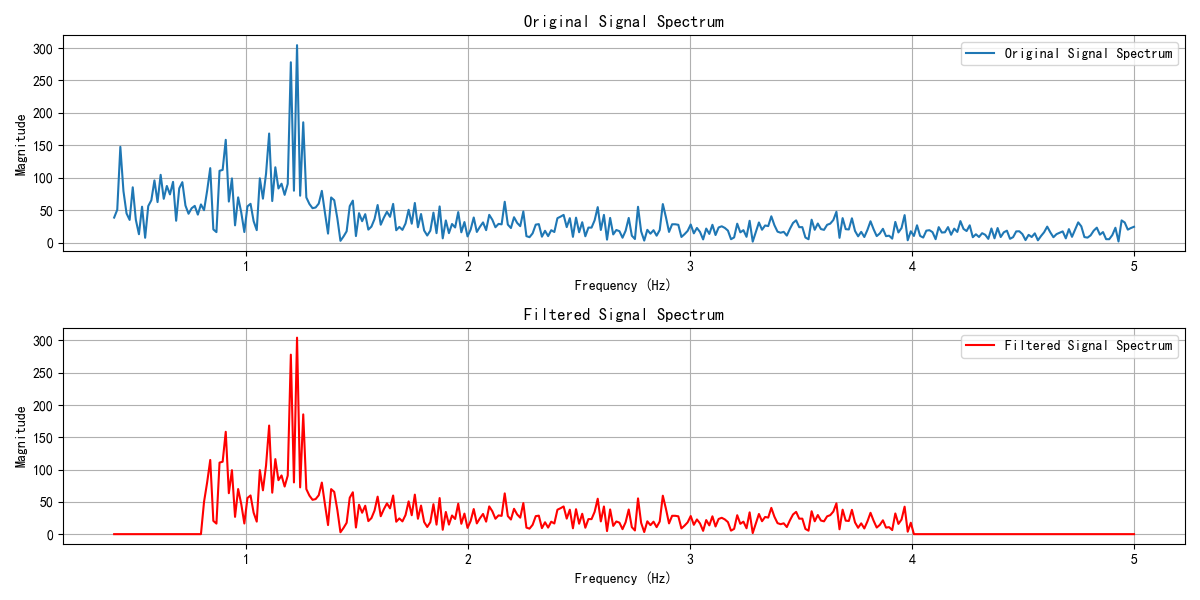 Original Signal Spectrum
Original Signal Spectrum
Magnitude
300
250
200
150
100
50
0
1 2 3 4 5
Frequency (Hz)
Filtered Signal Spectrum
Filtered Signal Spectrum
Magnitude
300
250
200
150
100
50
0
1 2 3 4 5
Frequency (Hz)